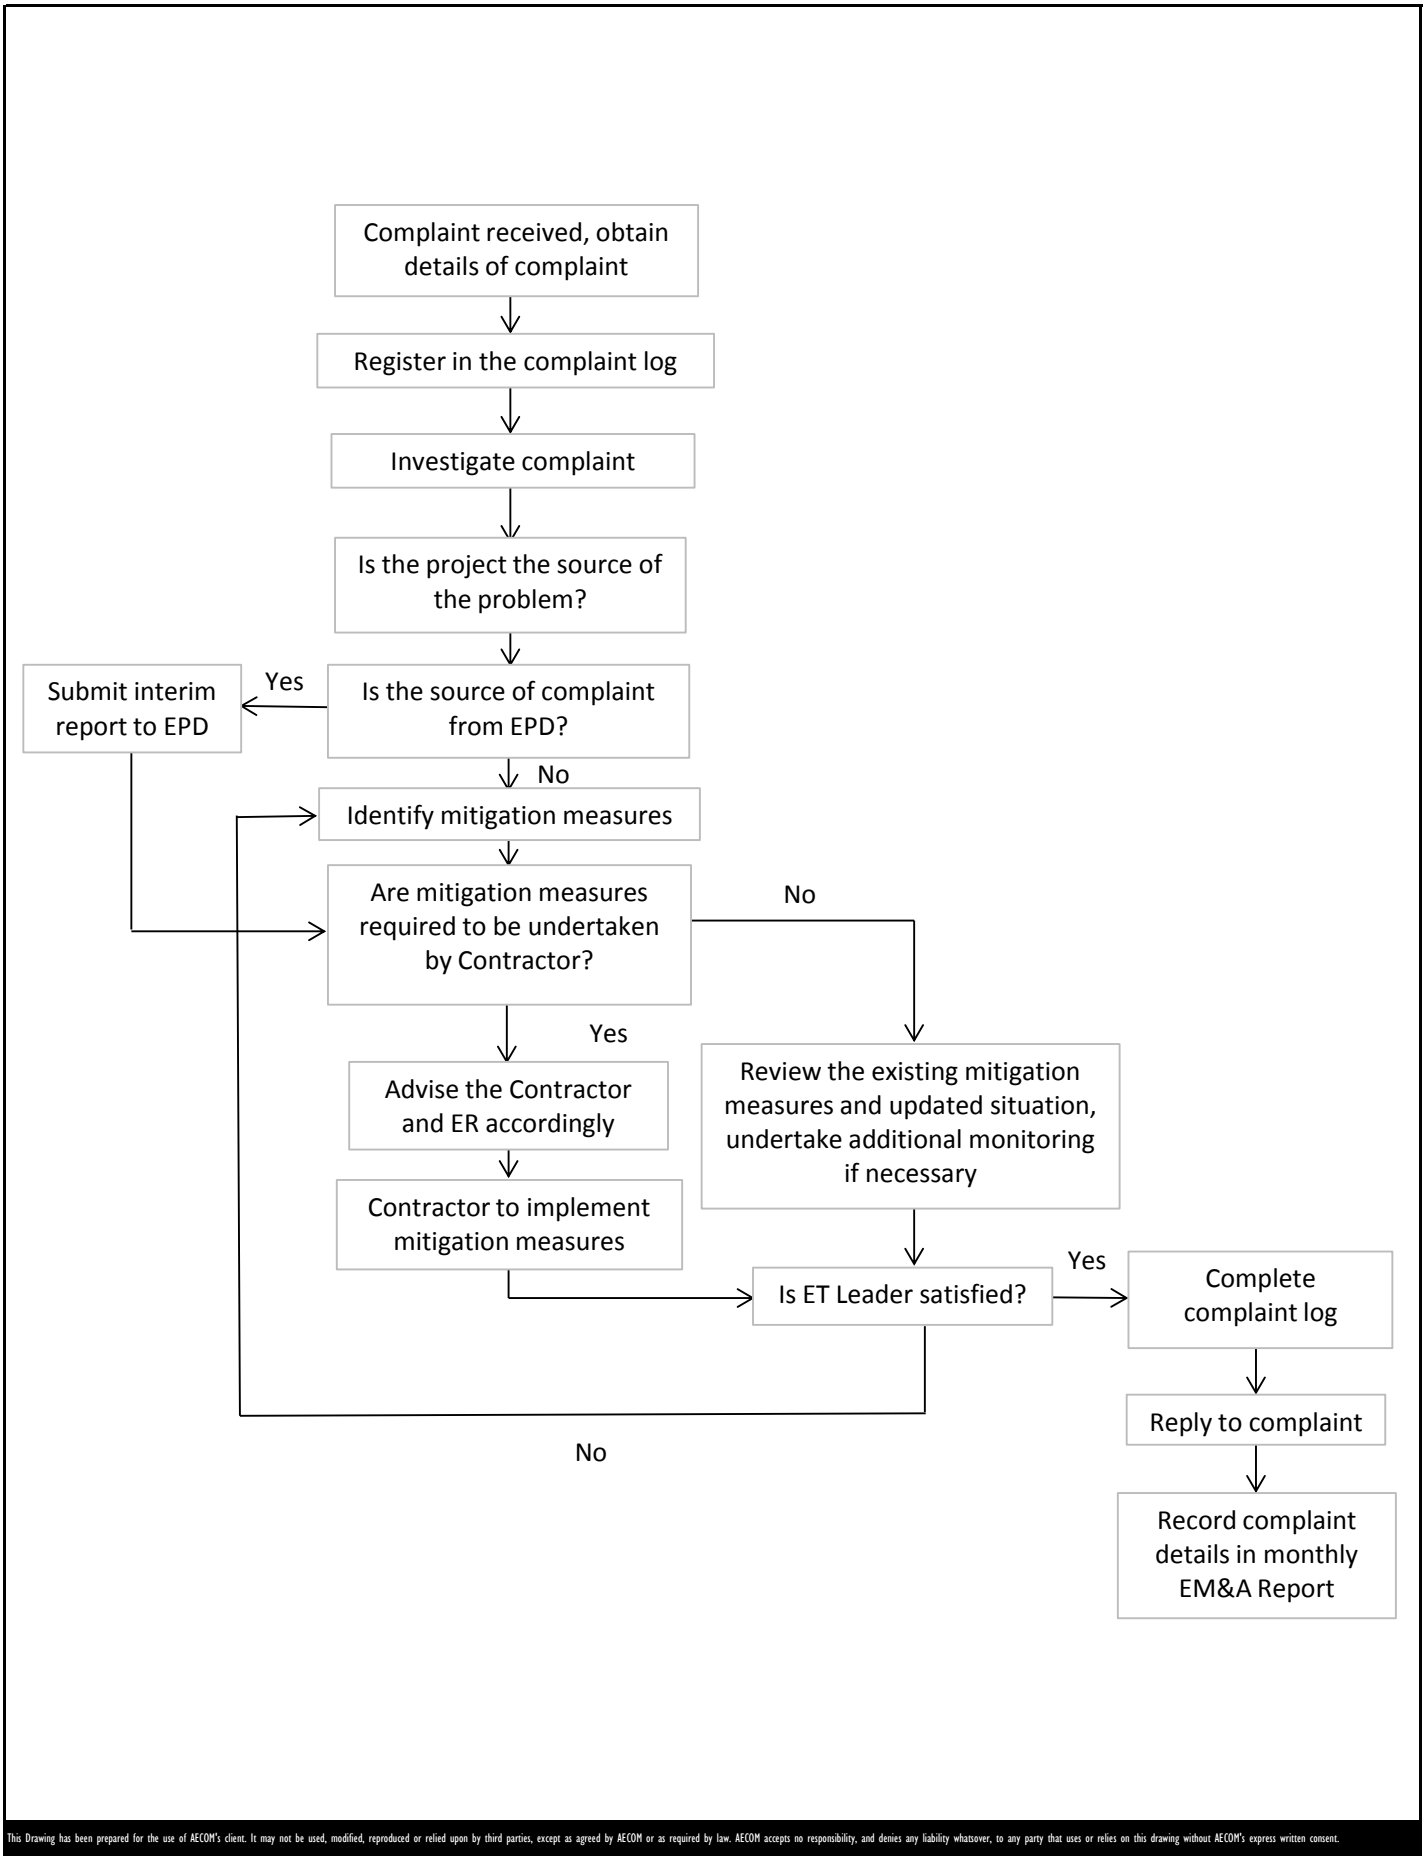 Complaint received, obtain
details of complaint
Register in the complaint log
Investigate complaint
Is the project the source of
the problem?
Submit interim
report to EPD
Yes
Is the source of complaint
from EPD?
No
Identify mitigation measures
Are mitigation measures
required to be undertaken
by Contractor?
No
Yes
Advise the Contractor
and ER accordingly
Review the existing mitigation
measures and updated situation,
undertake additional monitoring
if necessary
Contractor to implement
mitigation measures
Is ET Leader satisfied?
Yes
Complete
complaint log
No
Reply to complaint
Record complaint
details in monthly
EM&A Report
This Drawing has been prepared for the use of AECOM's client. It may not be used, modified, reproduced or relied upon by third parties, except as agreed by AECOM or as required by law. AECOM accepts no responsibility, and denies any liability whatsoever, to any party that uses or relies on this drawing without AECOM's express written consent.